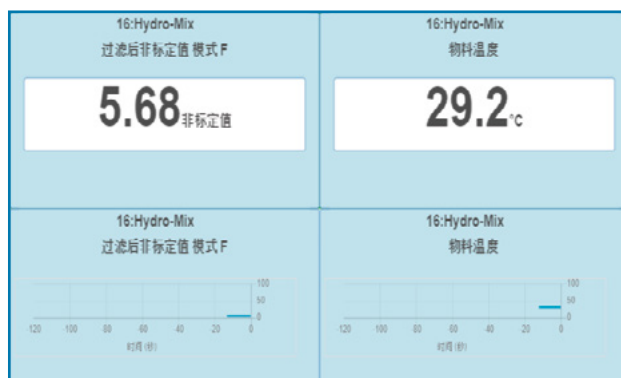 16:Hydro-Mix
过滤后非标定值 模式 F
5.68 非标定值
16:Hydro-Mix
物料温度
29.2 °C
16:Hydro-Mix
过滤后非标定值 模式 F
100
50
0
-120 -100 -80 -60 -40 -20 0
时间 (秒)
16:Hydro-Mix
物料温度
100
50
0
-120 -100 -80 -60 -40 -20 0
时间 (秒)